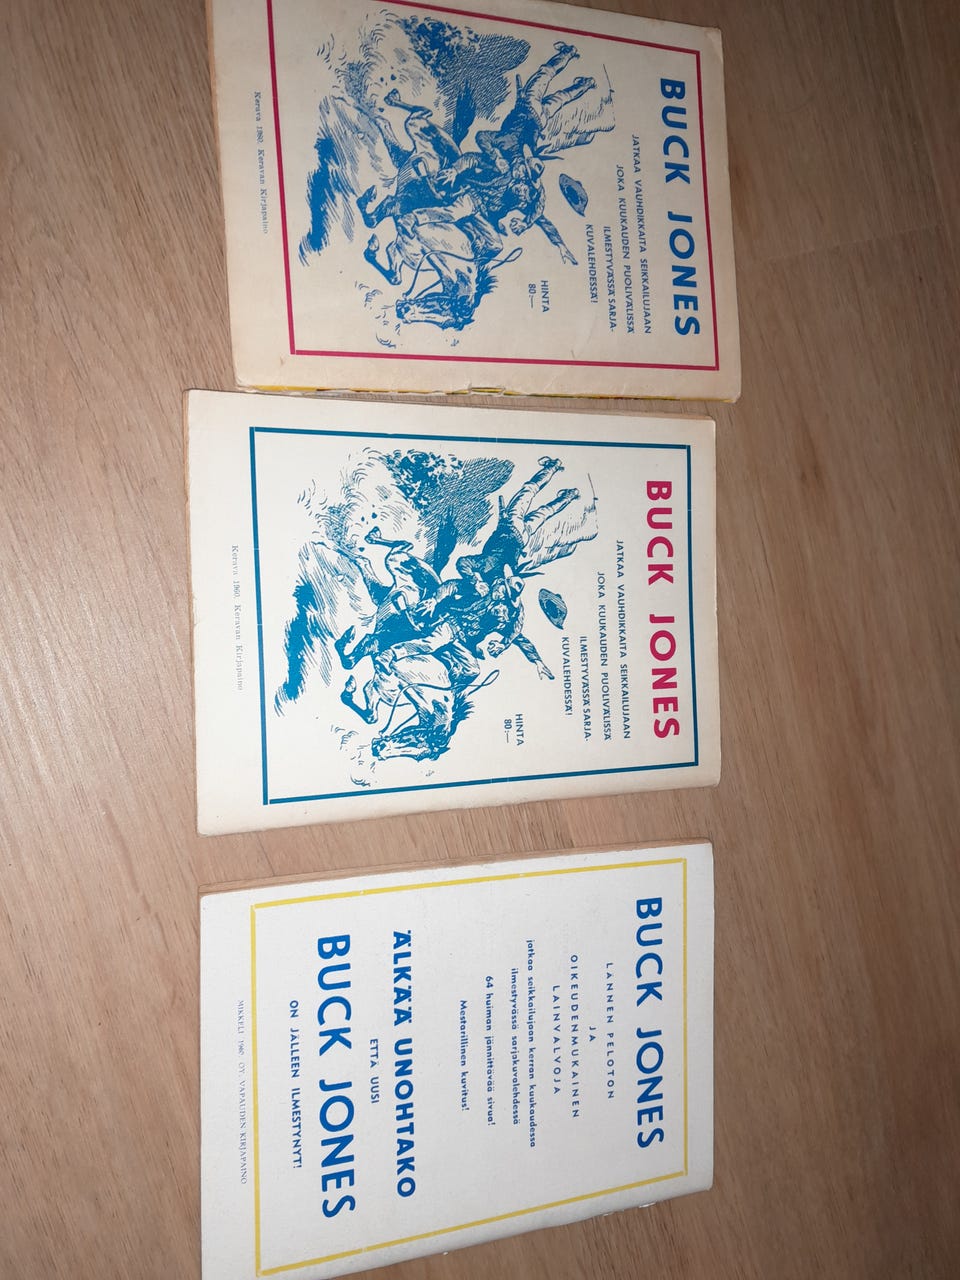 BUCK JONES
JATKAA VAUHDIKKAITA SEIKKAILUJAAN
JOKA KUUKAUDEN PUOLIVÄLISSÄ
ILMESTYVÄSSÄ SARJA-
KUVALEHDESSÄ!
HINTA
80:—
Kerava 1960. Keravan Kirjapaino
BUCK JONES
JATKAA VAUHDIKKAITA SEIKKAILUJAAN
JOKA KUUKAUDEN PUOLIVÄLISSÄ
ILMESTYVÄSSÄ SARJA-
KUVALEHDESSÄ!
HINTA
80:—
Kerava 1960. Keravan Kirjapaino
BUCK JONES
LÄNNEN PELOTON
JA
OIKEUDENMUKAINEN
LAINVALVOJA
jatkaa seikkailujaan kerran kuukaudessa
ilmestyvässä sarjakuvalehdessä
64 huiman jännittävää sivua!
Mestarillinen kuvitus!
ÄLKÄÄ UNOHTAKO
ETTÄ UUSI
BUCK JONES
ON JÄLLEEN ILMESTYNYT!
MIKKELI 1960. OY. VAPAUDEN KIRJAPAINO